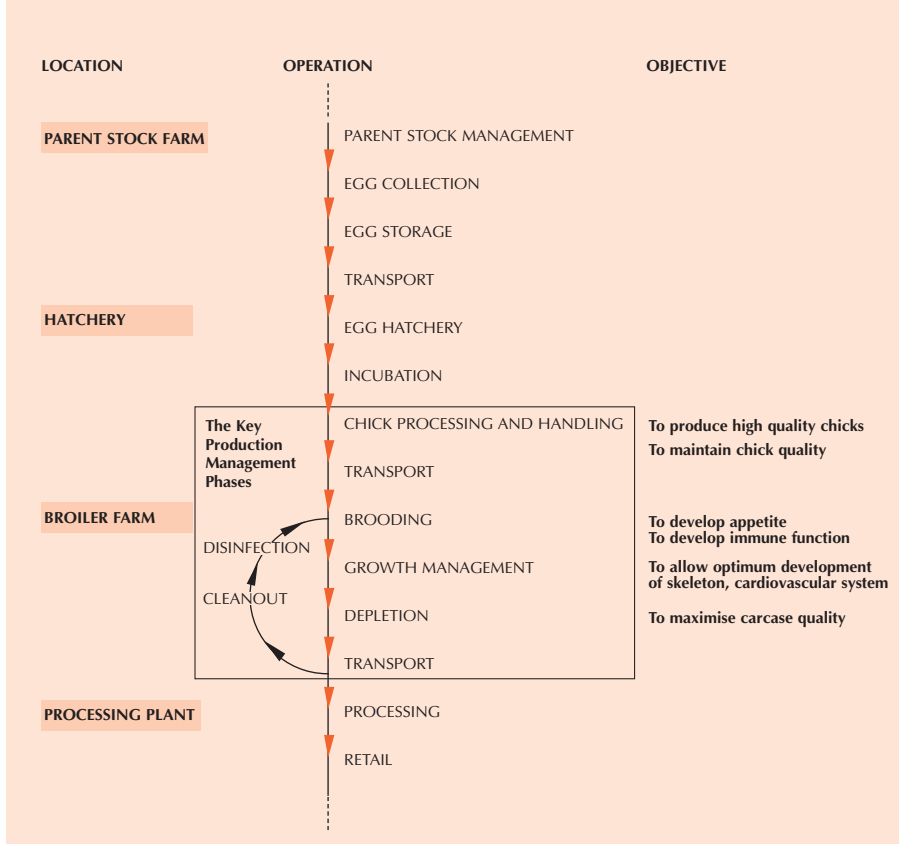 LOCATION
OPERATION
OBJECTIVE
PARENT STOCK FARM
PARENT STOCK MANAGEMENT
EGG COLLECTION
EGG STORAGE
TRANSPORT
HATCHERY
EGG HATCHERY
INCUBATION
The Key
Production
Management
Phases
CHICK PROCESSING AND HANDLING
To produce high quality chicks
To maintain chick quality
TRANSPORT
BROILER FARM
BROODING
To develop appetite
To develop immune function
DISINFECTION
GROWTH MANAGEMENT
To allow optimum development
of skeleton, cardiovascular system
CLEANOUT
DEPLETION
To maximise carcase quality
TRANSPORT
PROCESSING PLANT
PROCESSING
RETAIL